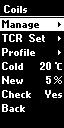 Coils
Manage
TCR Set
Profile
Cold 20℃
New 5%
Check Yes
Back